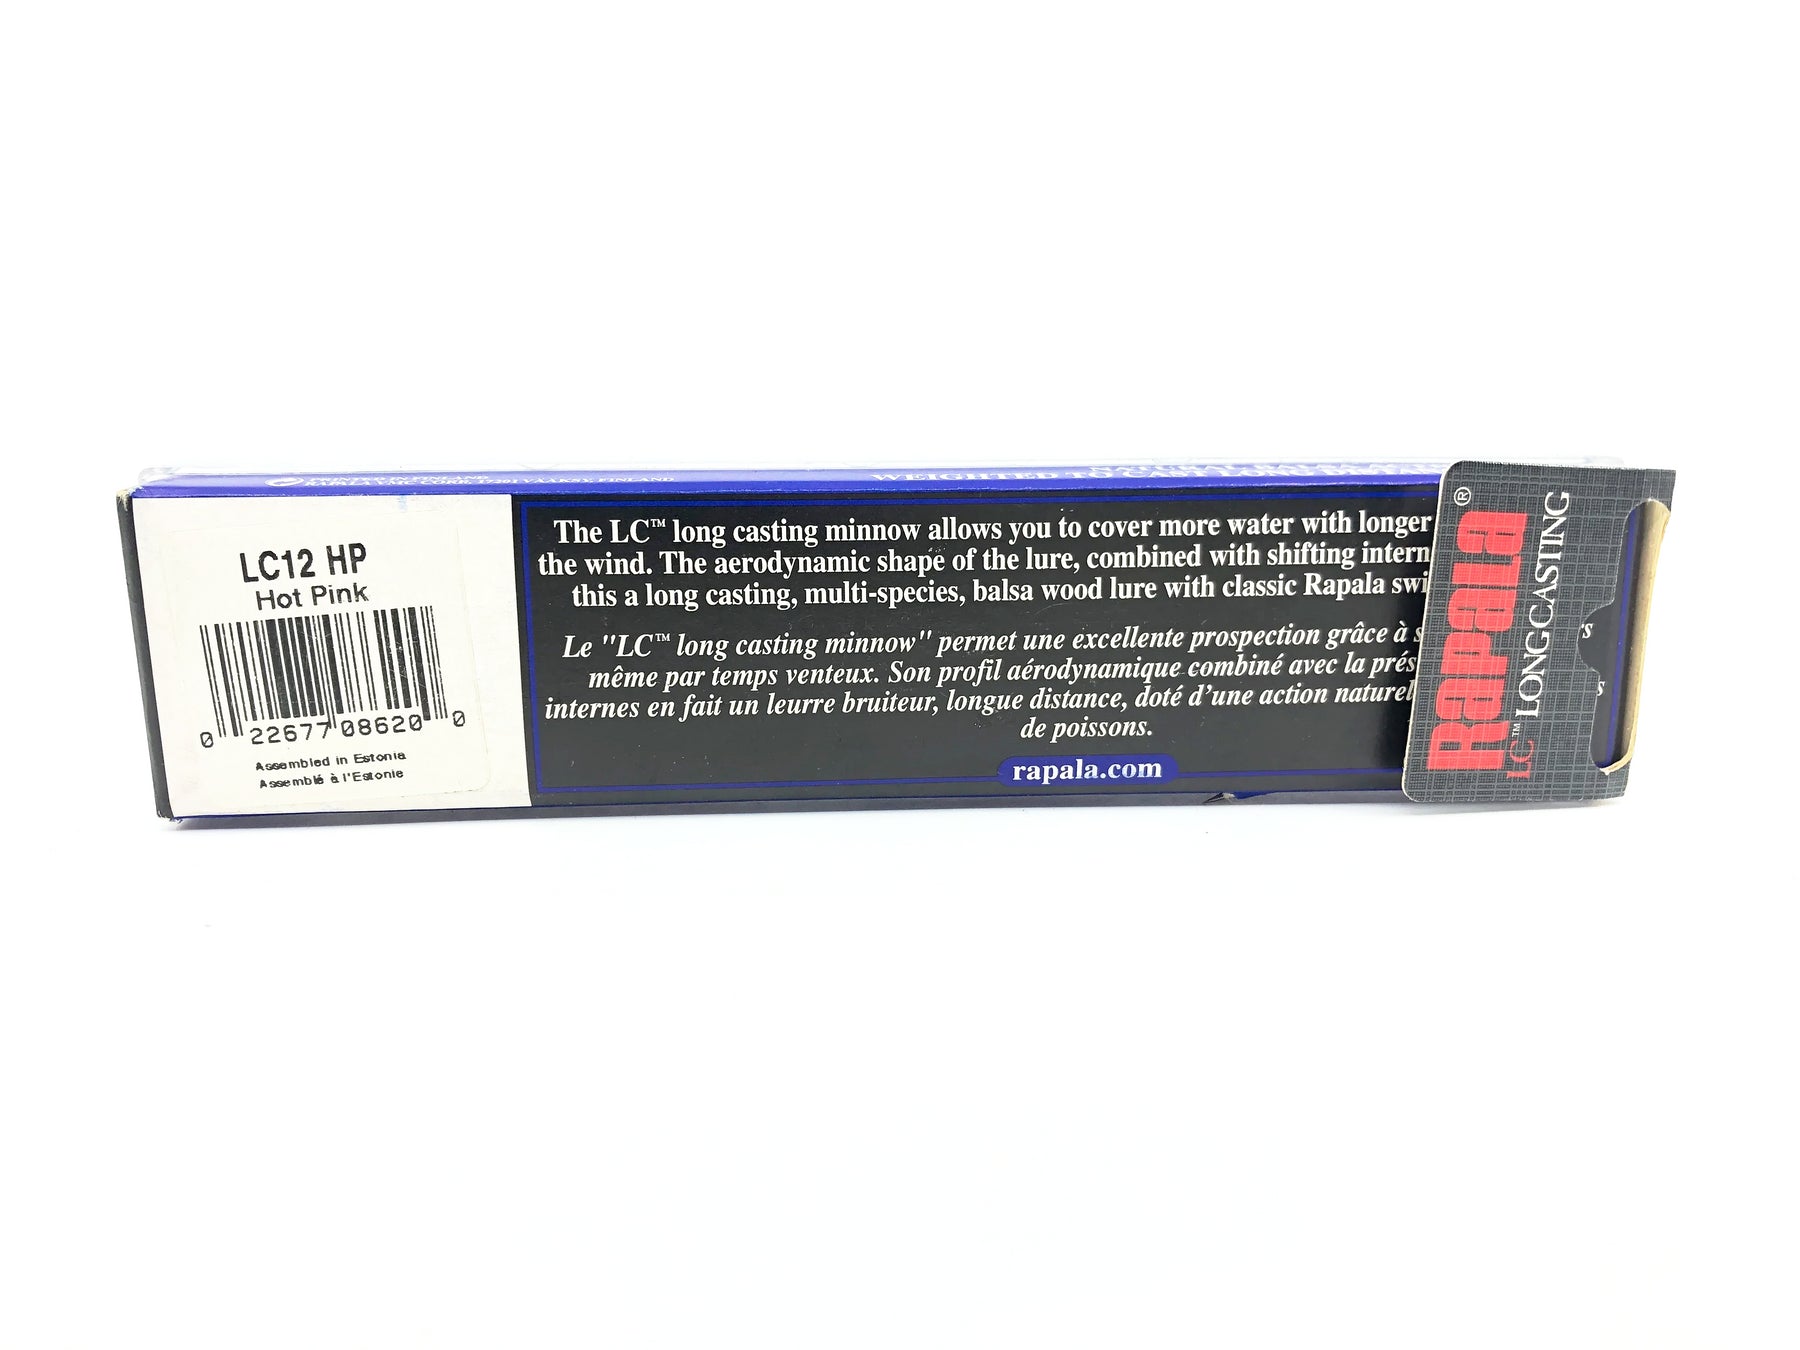 WEIGHTED TO CAST LONG
LC12 HP
Hot Pink
0 22677 08620 0
Assembled in Estonia
Assemblé à l'Estonie
The LC™ long casting minnow allows you to cover more water with longer
the wind. The aerodynamic shape of the lure, combined with shifting intern
this a long casting, multi-species, balsa wood lure with classic Rapala swi
Le "LC™ long casting minnow" permet une excellente prospection grâce à s
même par temps venteux. Son profil aérodynamique combiné avec la prés
internes en fait un leurre bruiteur, longue distance, doté d'une action naturel
de poissons.
rapala.com
Rapala®
LC™ LONGCASTING